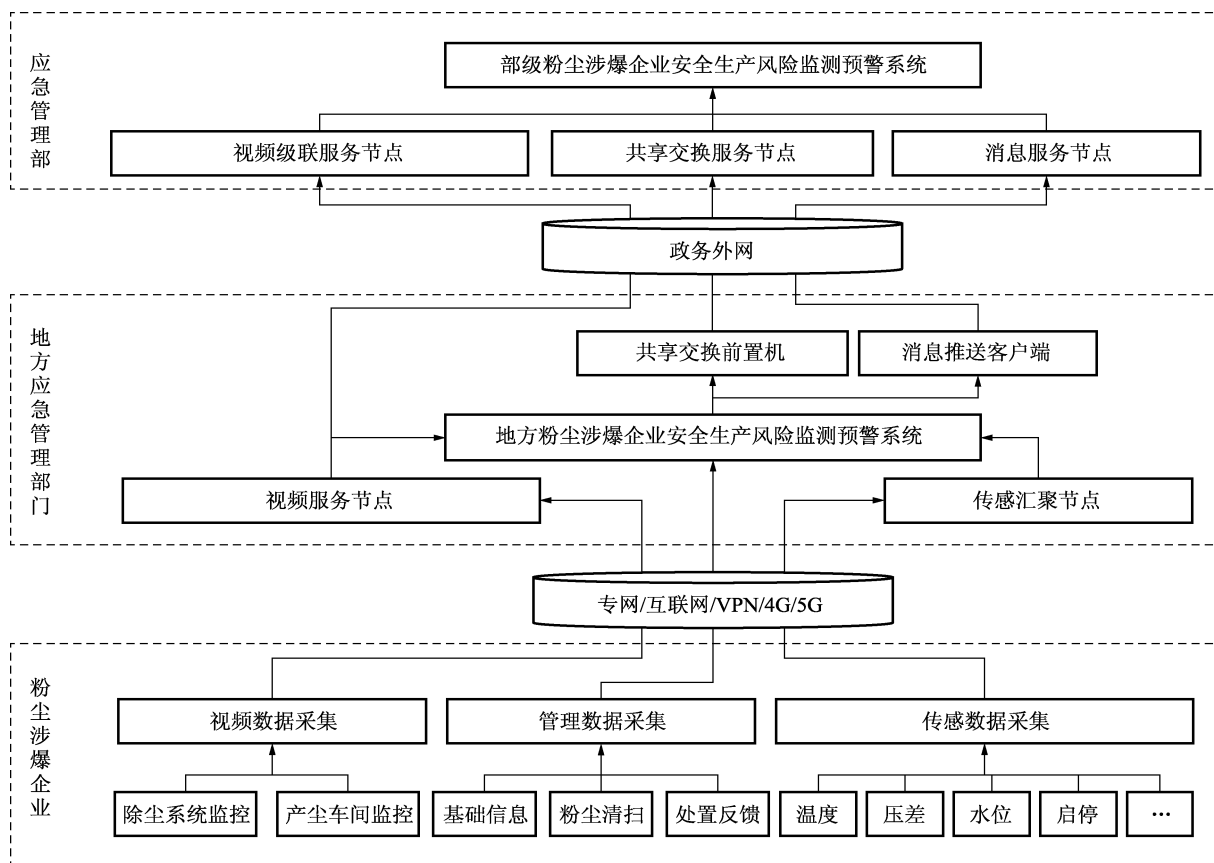 应急管理部
部级粉尘涉爆企业安全生产风险监测预警系统
视频级联服务节点
共享交换服务节点
消息服务节点
政务外网
地方应急管理部门
共享交换前置机
消息推送客户端
地方粉尘涉爆企业安全生产风险监测预警系统
视频服务节点
传感汇聚节点
专网/互联网/VPN/4G/5G
粉尘涉爆企业
视频数据采集
管理数据采集
传感数据采集
除尘系统监控
产尘车间监控
基础信息
粉尘清扫
处置反馈
温度
压差
水位
启停
…